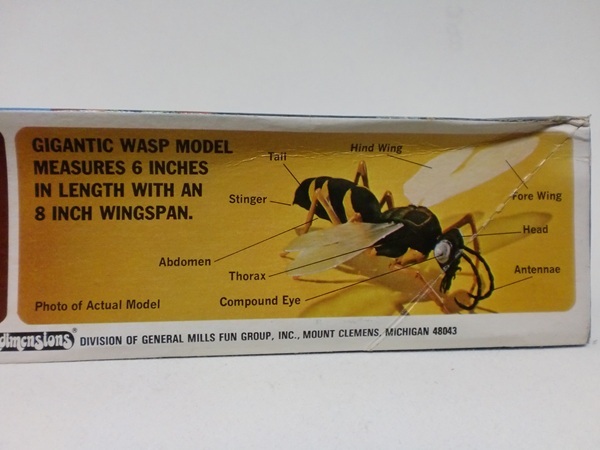 GIGANTIC WASP MODEL
MEASURES 6 INCHES
IN LENGTH WITH AN
8 INCH WINGSPAN.
Tail
Hind Wing
Stinger
Fore Wing
Head
Abdomen
Thorax
Antennae
Compound Eye
Photo of Actual Model
dimensions® DIVISION OF GENERAL MILLS FUN GROUP, INC., MOUNT CLEMENS, MICHIGAN 48043